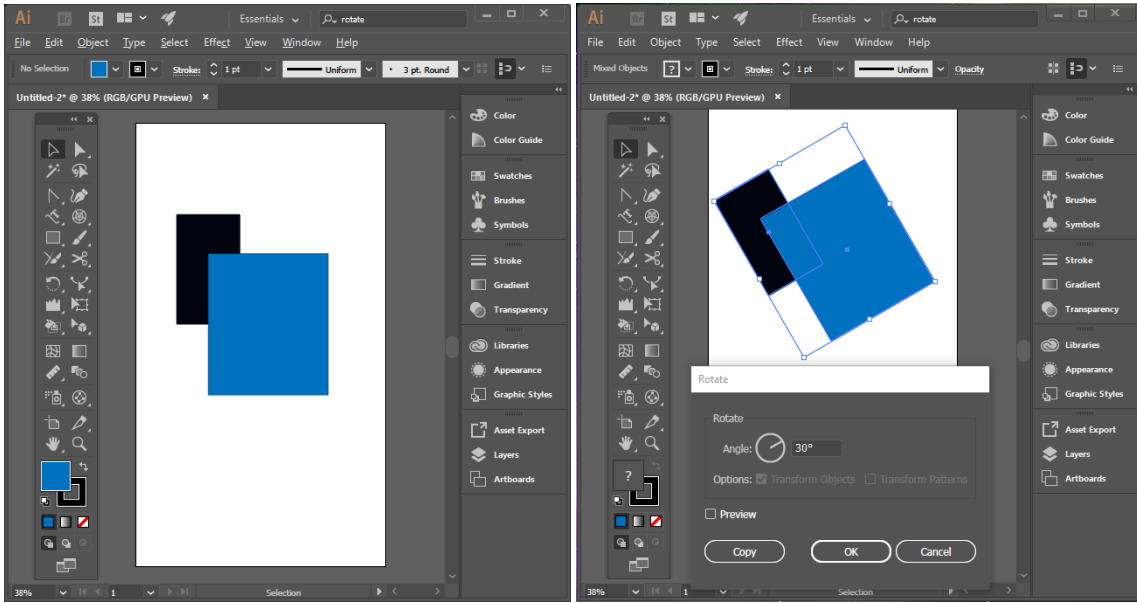 Ai Br St Essentials rotate
File Edit Object Type Select Effect View Window Help
No Selection Stroke: 1 pt Uniform 3 pt. Round
Untitled-2* @ 38% (RGB/GPU Preview) ×
Color
Color Guide
Swatches
Brushes
Symbols
Stroke
Gradient
Transparency
Libraries
Appearance
Graphic Styles
Asset Export
Layers
Artboards
38% 1 Selection
Ai Br St Essentials rotate
File Edit Object Type Select Effect View Window Help
Mixed Objects ? Stroke: 1 pt Uniform Opacity
Untitled-2* @ 38% (RGB/GPU Preview) ×
Color
Color Guide
Swatches
Brushes
Symbols
Stroke
Gradient
Transparency
Libraries
Appearance
Graphic Styles
Asset Export
Layers
Artboards
?
Rotate
Rotate
Angle: 30°
Options: Transform Objects Transform Patterns
Preview
Copy OK Cancel
38% 1 Selection